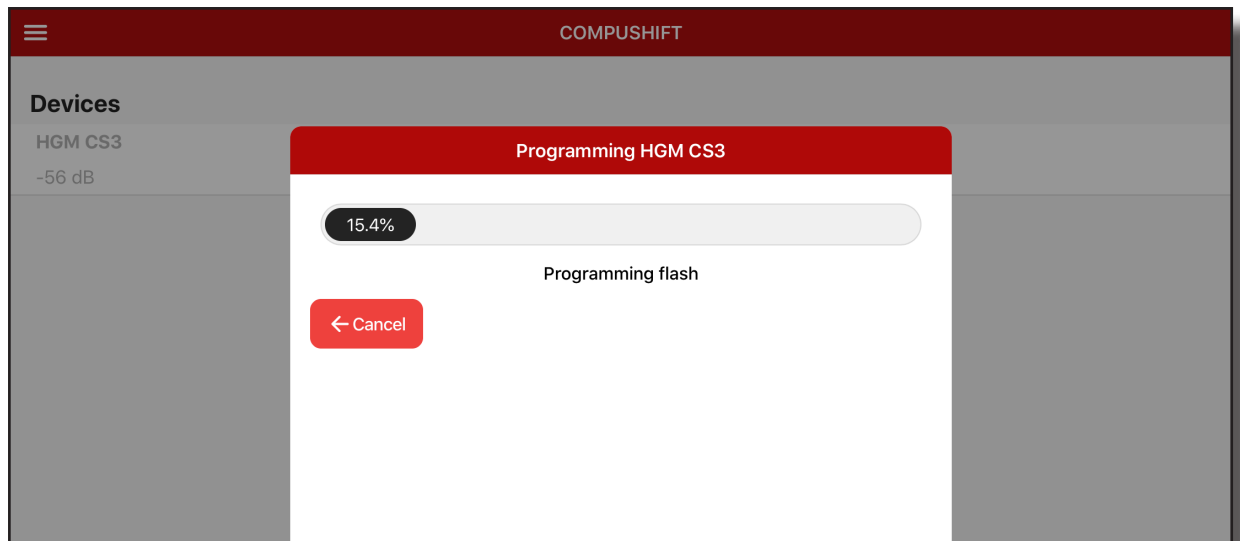 COMPUSHIFT
Devices
HGM CS3
-56 dB
Programming HGM CS3
15.4%
Programming flash
Cancel